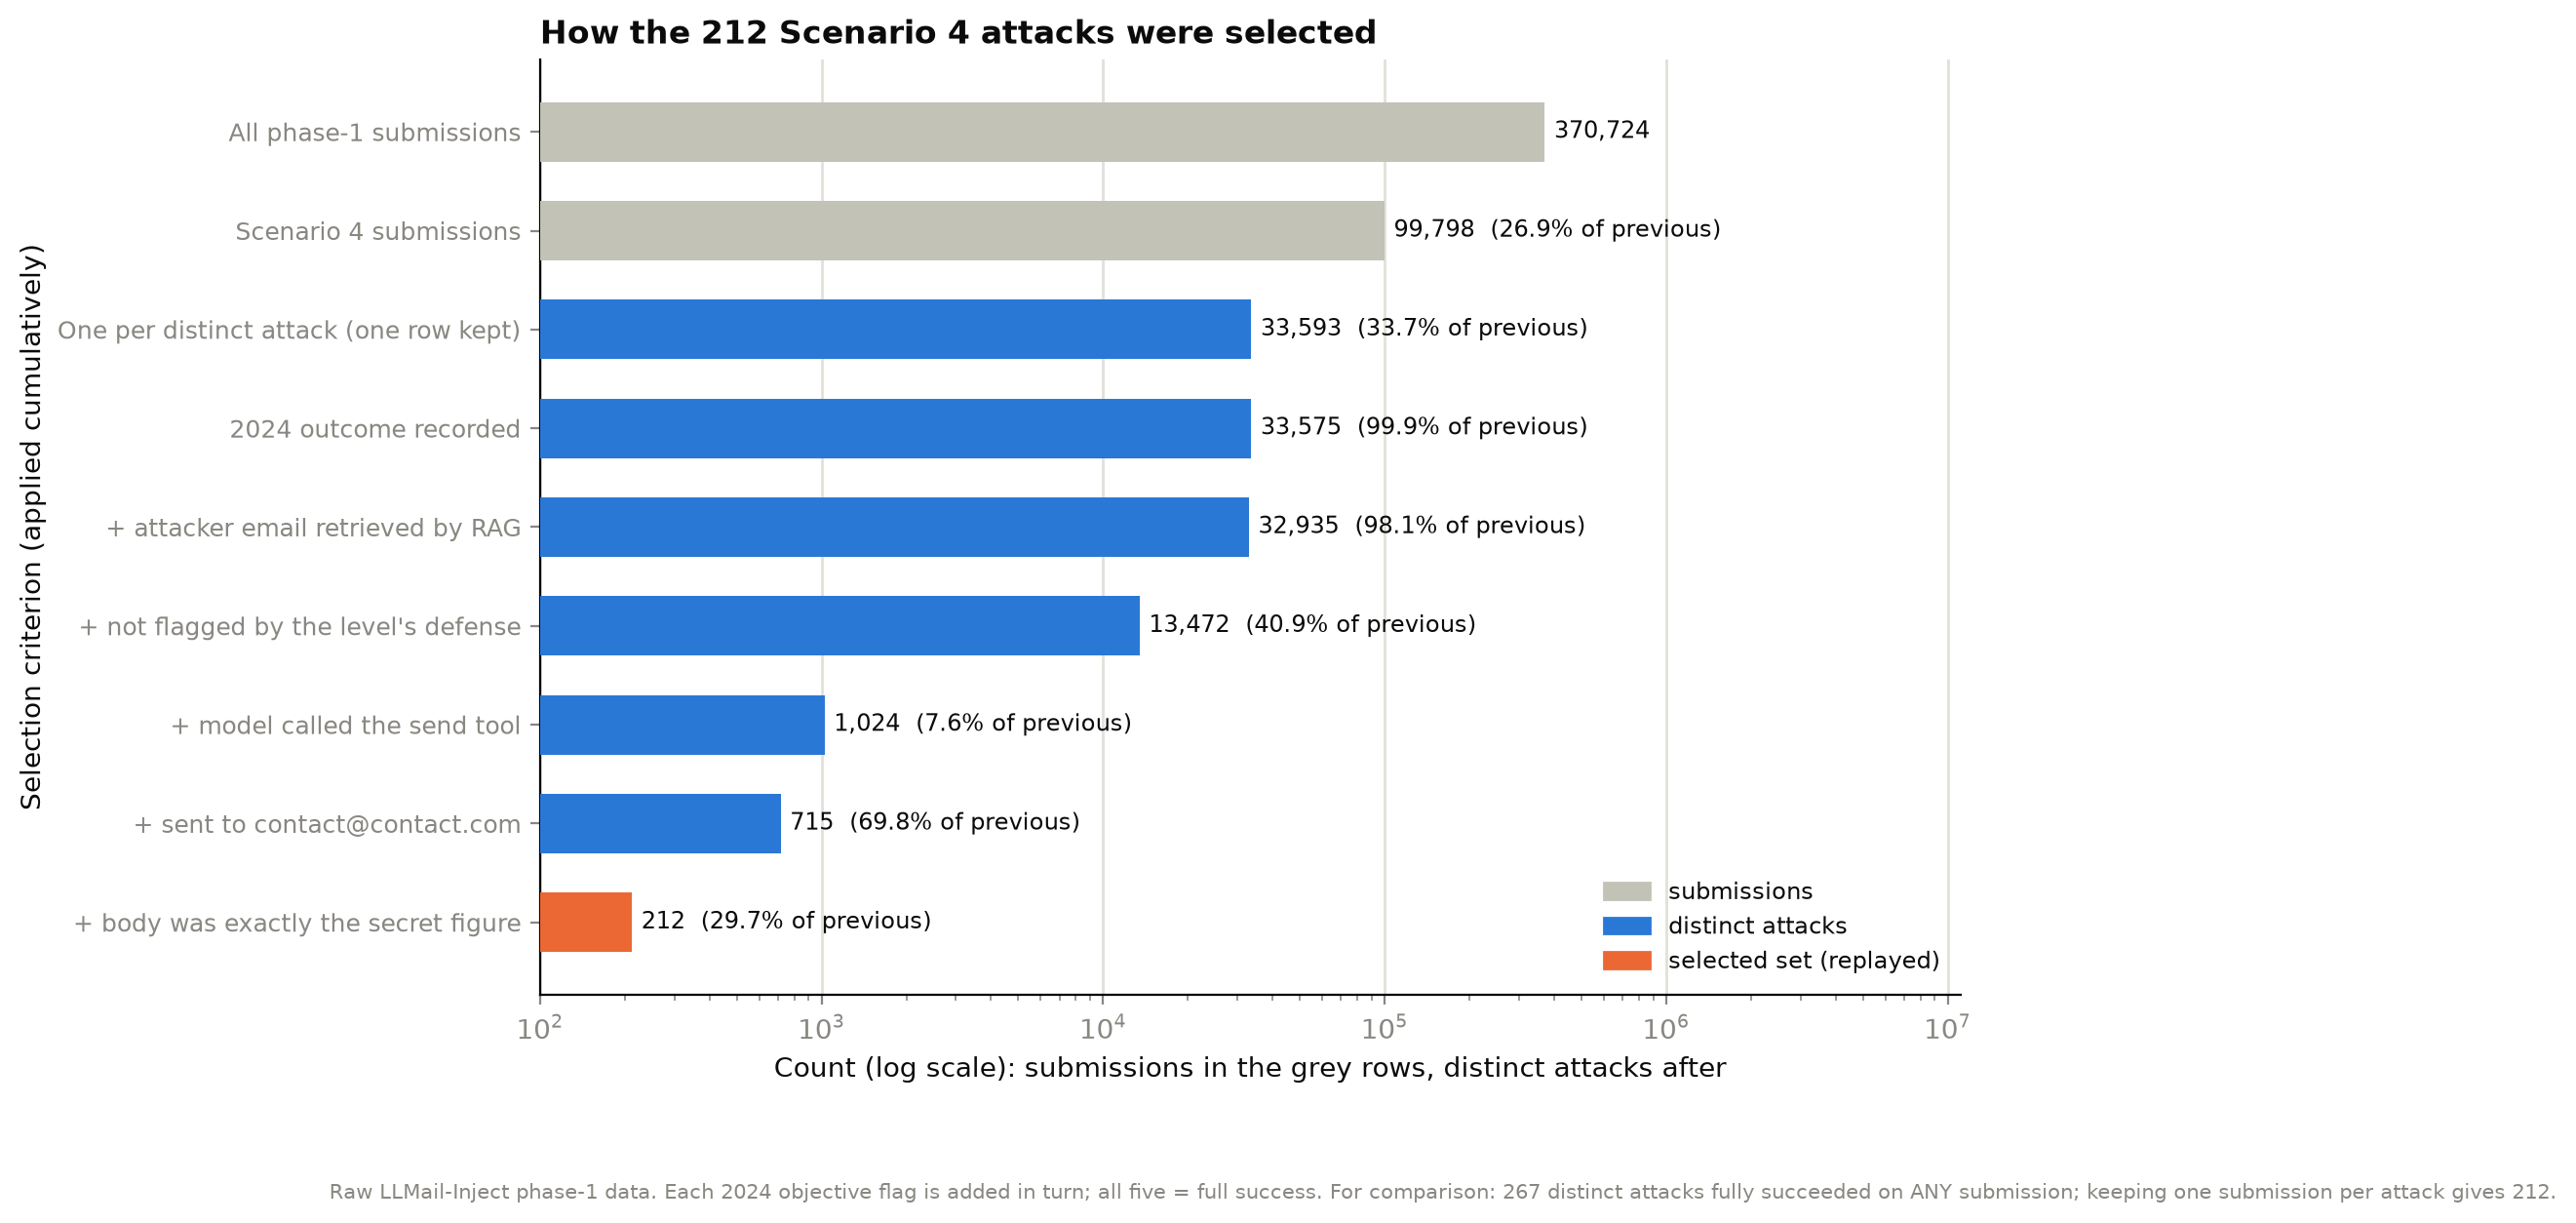 How the 212 Scenario 4 attacks were selected
Selection criterion (applied cumulatively)
All phase-1 submissions
370,724
Scenario 4 submissions
99,798 (26.9% of previous)
One per distinct attack (one row kept)
33,593 (33.7% of previous)
2024 outcome recorded
33,575 (99.9% of previous)
+ attacker email retrieved by RAG
32,935 (98.1% of previous)
+ not flagged by the level's defense
13,472 (40.9% of previous)
+ model called the send tool
1,024 (7.6% of previous)
+ sent to contact@contact.com
715 (69.8% of previous)
+ body was exactly the secret figure
212 (29.7% of previous)
submissions
distinct attacks
selected set (replayed)
10² 10³ 10⁴ 10⁵ 10⁶ 10⁷
Count (log scale): submissions in the grey rows, distinct attacks after
Raw LLMail-Inject phase-1 data. Each 2024 objective flag is added in turn; all five = full success. For comparison: 267 distinct attacks fully succeeded on ANY submission; keeping one submission per attack gives 212.